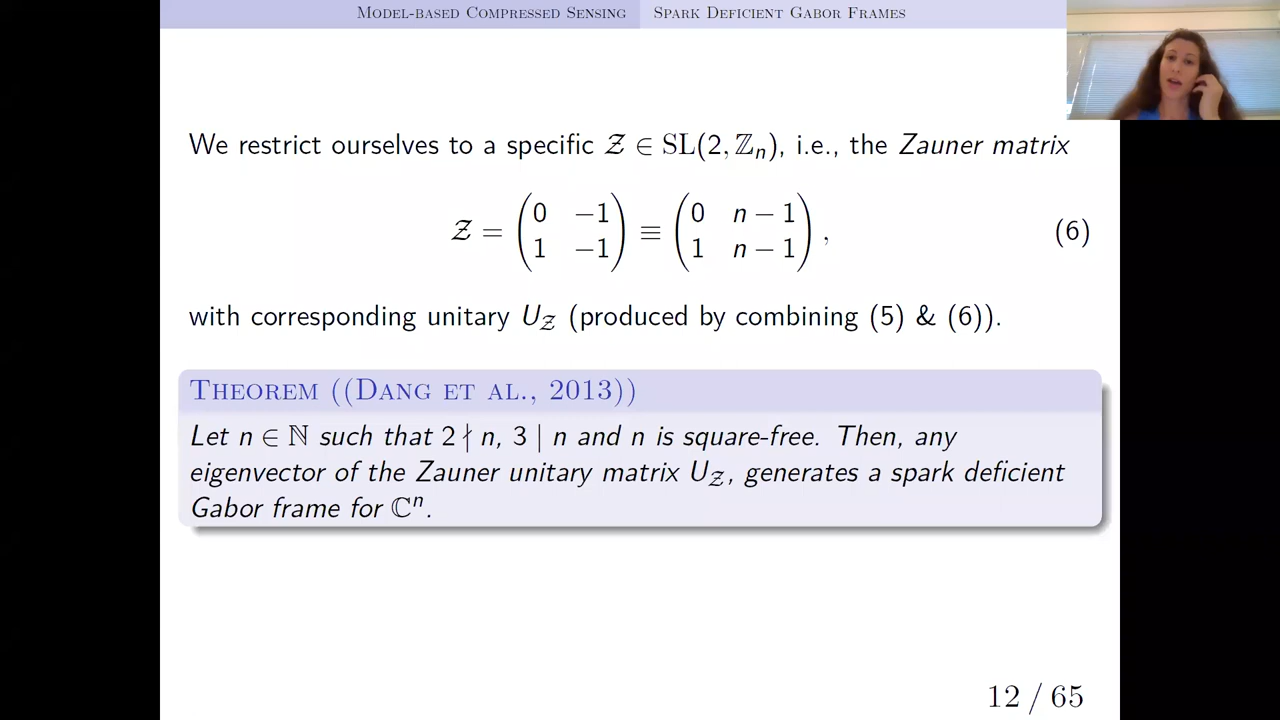 MODEL-BASED COMPRESSED SENSING SPARK DEFICIENT GABOR FRAMES
We restrict ourselves to a specific 𝒵 ∈ SL(2, ℤₙ), i.e., the Zauner matrix
𝒵 = (0 −1; 1 −1) ≡ (0 n − 1; 1 n − 1), (6)
with corresponding unitary U_𝒵 (produced by combining (5) & (6)).
THEOREM ((DANG ET AL., 2013))
Let n ∈ ℕ such that 2 ∤ n, 3 | n and n is square-free. Then, any
eigenvector of the Zauner unitary matrix U_𝒵, generates a spark deficient
Gabor frame for ℂⁿ.
12 / 65